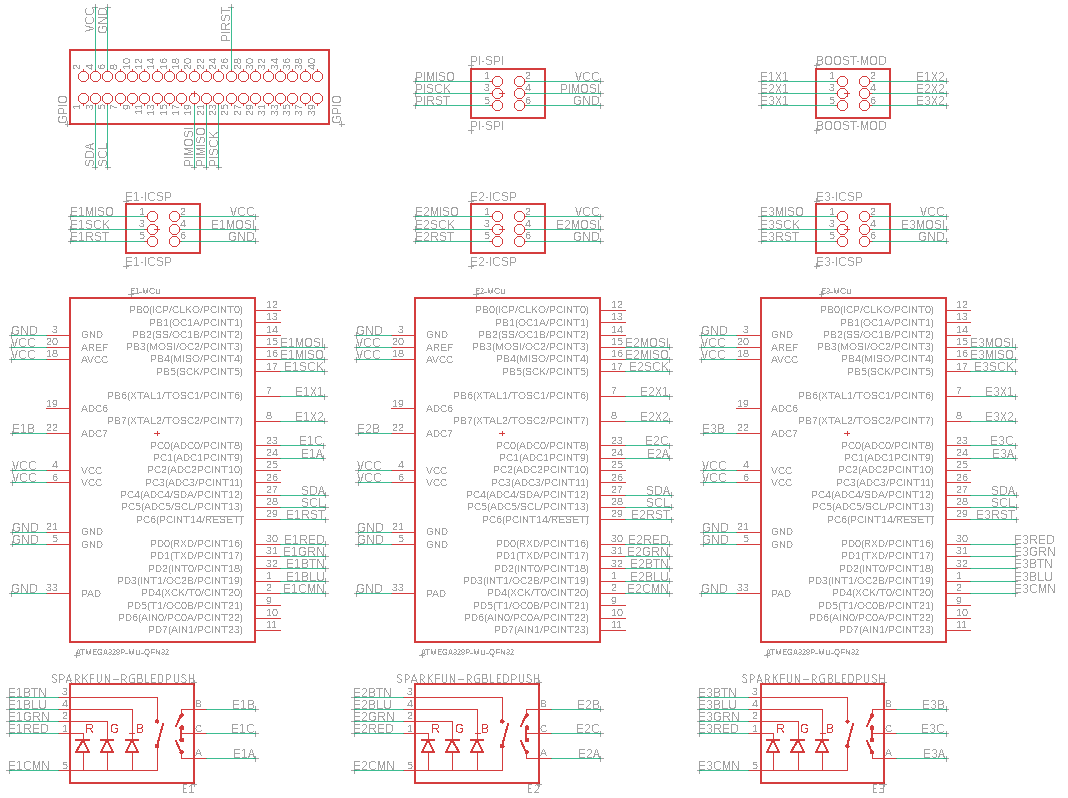 VCC GND PIRST
2 4 6 8 10 12 14 16 18 20 22 24 26 28 30 32 34 36 38 40
GPIO GPIO
1 3 5 7 9 11 13 15 17 19 21 23 25 27 29 31 33 35 37 39
SDA SCL PIMOSI PIMISO PISCK
PI-SPI
PIMISO 1 2 VCC
PISCK 3 4 PIMOSI
PIRST 5 6 GND
PI-SPI
BOOST-MOD
E1X1 1 2 E1X2
E2X1 3 4 E2X2
E3X1 5 6 E3X2
BOOST-MOD
E1-ICSP
E1MISO 1 2 VCC
E1SCK 3 4 E1MOSI
E1RST 5 6 GND
E1-ICSP
E2-ICSP
E2MISO 1 2 VCC
E2SCK 3 4 E2MOSI
E2RST 5 6 GND
E2-ICSP
E3-ICSP
E3MISO 1 2 VCC
E3SCK 3 4 E3MOSI
E3RST 5 6 GND
E3-ICSP
E1-MCU
PB0(ICP/CLKO/PCINT0) 12
PB1(OC1A/PCINT1) 13
GND 3 GND PB2(SS/OC1B/PCINT2) 14
VCC 20 AREF PB3(MOSI/OC2/PCINT3) 15 E1MOSI
VCC 18 AVCC PB4(MISO/PCINT4) 16 E1MISO
PB5(SCK/PCINT5) 17 E1SCK
PB6(XTAL1/TOSC1/PCINT6) 7 E1X1
19 ADC6
PB7(XTAL2/TOSC2/PCINT7) 8 E1X2
E1B 22 ADC7
PC0(ADC0/PCINT8) 23 E1C
PC1(ADC1PCINT9) 24 E1A
VCC 4 VCC PC2(ADC2PCINT10) 25
VCC 6 VCC PC3(ADC3/PCINT11) 26
PC4(ADC4/SDA/PCINT12) 27 SDA
PC5(ADC5/SCL/PCINT13) 28 SCL
PC6(PCINT14/RESET) 29 E1RST
GND 21 GND
GND 5 GND PD0(RXD/PCINT16) 30 E1RED
PD1(TXD/PCINT17) 31 E1GRN
PD2(INT0/PCINT18) 32 E1BTN
PD3(INT1/OC2B/PCINT19) 1 E1BLU
GND 33 PAD PD4(XCK/T0/PCINT20) 2 E1CMN
PD5(T1/OC0B/PCINT21) 9
PD6(AIN0/PCOA/PCINT22) 10
PD7(AIN1/PCINT23) 11
ATMEGA328P-MU-QFN32
E2-MCU
PB0(ICP/CLKO/PCINT0) 12
PB1(OC1A/PCINT1) 13
GND 3 GND PB2(SS/OC1B/PCINT2) 14
VCC 20 AREF PB3(MOSI/OC2/PCINT3) 15 E2MOSI
VCC 18 AVCC PB4(MISO/PCINT4) 16 E2MISO
PB5(SCK/PCINT5) 17 E2SCK
PB6(XTAL1/TOSC1/PCINT6) 7 E2X1
19 ADC6
PB7(XTAL2/TOSC2/PCINT7) 8 E2X2
E2B 22 ADC7
PC0(ADC0/PCINT8) 23 E2C
PC1(ADC1PCINT9) 24 E2A
VCC 4 VCC PC2(ADC2PCINT10) 25
VCC 6 VCC PC3(ADC3/PCINT11) 26
PC4(ADC4/SDA/PCINT12) 27 SDA
PC5(ADC5/SCL/PCINT13) 28 SCL
PC6(PCINT14/RESET) 29 E2RST
GND 21 GND
GND 5 GND PD0(RXD/PCINT16) 30 E2RED
PD1(TXD/PCINT17) 31 E2GRN
PD2(INT0/PCINT18) 32 E2BTN
PD3(INT1/OC2B/PCINT19) 1 E2BLU
GND 33 PAD PD4(XCK/T0/PCINT20) 2 E2CMN
PD5(T1/OC0B/PCINT21) 9
PD6(AIN0/PCOA/PCINT22) 10
PD7(AIN1/PCINT23) 11
ATMEGA328P-MU-QFN32
E3-MCU
PB0(ICP/CLKO/PCINT0) 12
PB1(OC1A/PCINT1) 13
GND 3 GND PB2(SS/OC1B/PCINT2) 14
VCC 20 AREF PB3(MOSI/OC2/PCINT3) 15 E3MOSI
VCC 18 AVCC PB4(MISO/PCINT4) 16 E3MISO
PB5(SCK/PCINT5) 17 E3SCK
PB6(XTAL1/TOSC1/PCINT6) 7 E3X1
19 ADC6
PB7(XTAL2/TOSC2/PCINT7) 8 E3X2
E3B 22 ADC7
PC0(ADC0/PCINT8) 23 E3C
PC1(ADC1PCINT9) 24 E3A
VCC 4 VCC PC2(ADC2PCINT10) 25
VCC 6 VCC PC3(ADC3/PCINT11) 26
PC4(ADC4/SDA/PCINT12) 27 SDA
PC5(ADC5/SCL/PCINT13) 28 SCL
PC6(PCINT14/RESET) 29 E3RST
GND 21 GND
GND 5 GND PD0(RXD/PCINT16) 30 E3RED
PD1(TXD/PCINT17) 31 E3GRN
PD2(INT0/PCINT18) 32 E3BTN
PD3(INT1/OC2B/PCINT19) 1 E3BLU
GND 33 PAD PD4(XCK/T0/PCINT20) 2 E3CMN
PD5(T1/OC0B/PCINT21) 9
PD6(AIN0/PCOA/PCINT22) 10
PD7(AIN1/PCINT23) 11
ATMEGA328P-MU-QFN32
SPARKFUN-RGBLEDPUSH
E1BTN 3
E1BLU 4 B E1B
E1GRN 2
E1RED 1 R G B C E1C
A E1A
E1CMN 5
E1
SPARKFUN-RGBLEDPUSH
E2BTN 3
E2BLU 4 B E2B
E2GRN 2
E2RED 1 R G B C E2C
A E2A
E2CMN 5
E2
SPARKFUN-RGBLEDPUSH
E3BTN 3
E3BLU 4 B E3B
E3GRN 2
E3RED 1 R G B C E3C
A E3A
E3CMN 5
E3